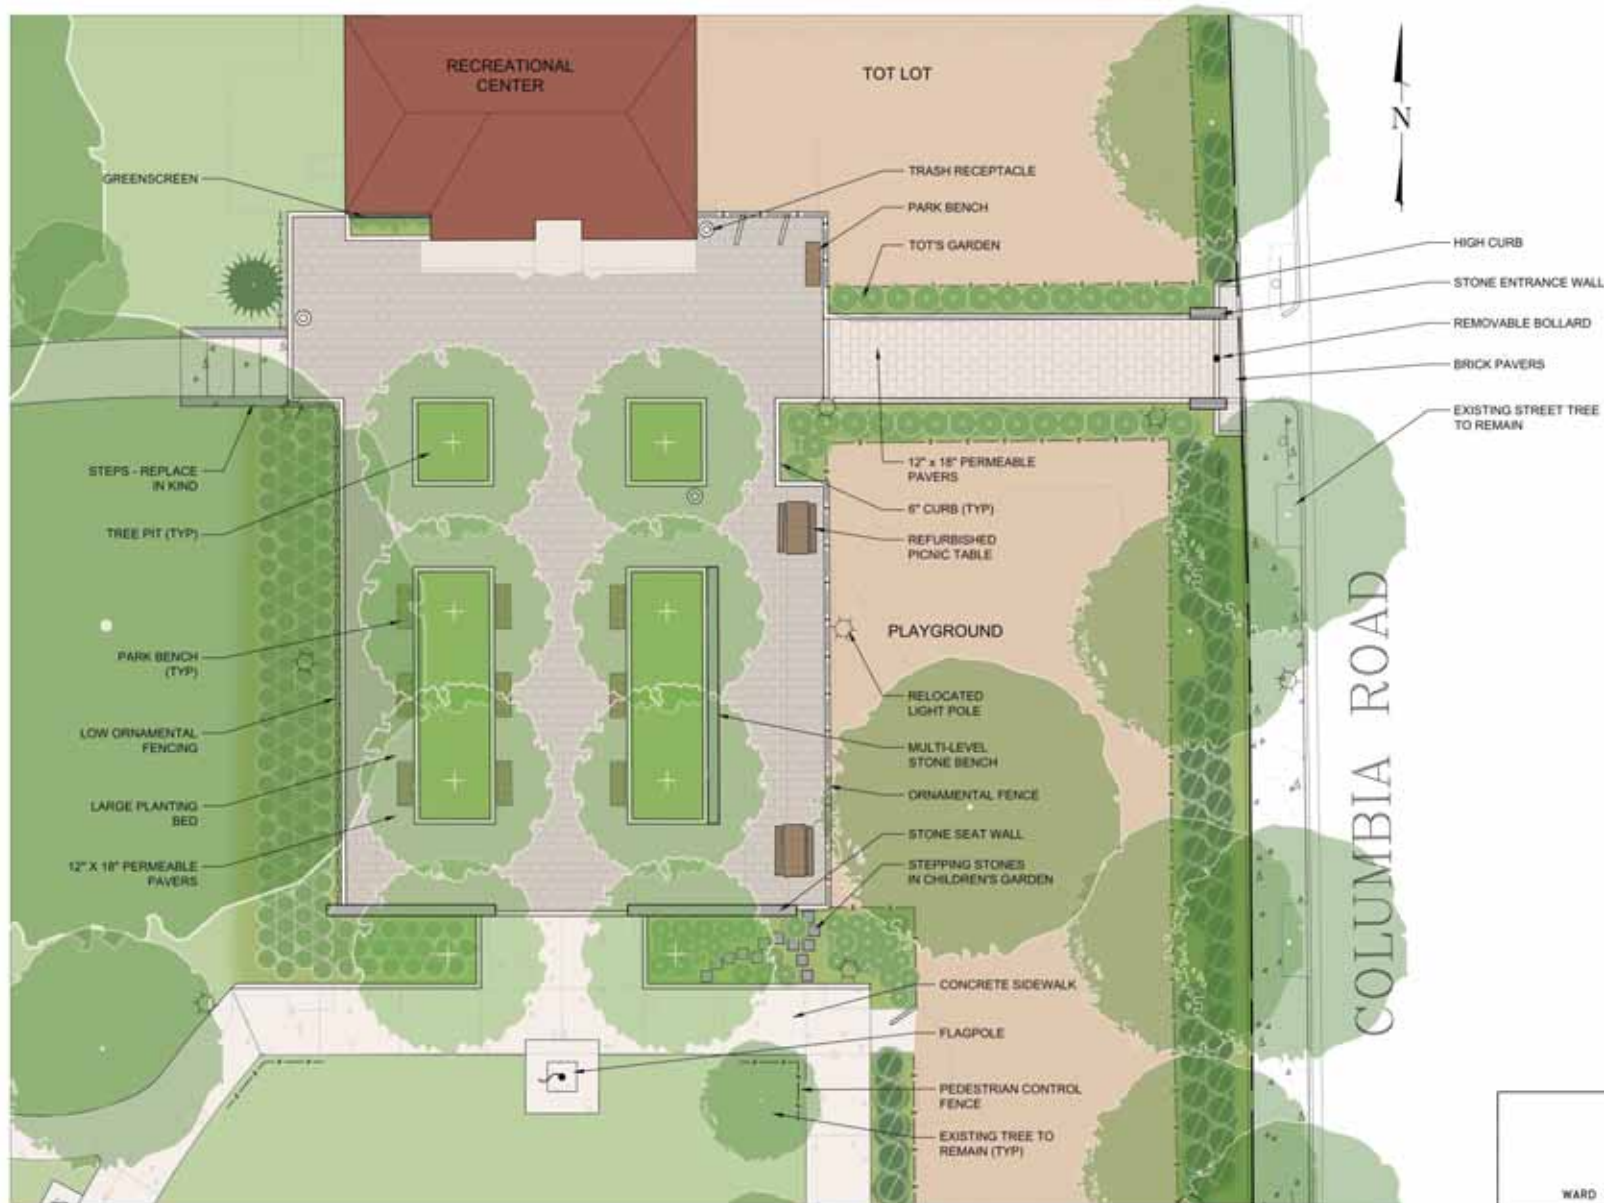 RECREATIONAL
CENTER
TOT LOT
N
GREENSCREEN
TRASH RECEPTACLE
PARK BENCH
TOT'S GARDEN
HIGH CURB
STONE ENTRANCE WALL
REMOVABLE BOLLARD
BRICK PAVERS
EXISTING STREET TREE
TO REMAIN
STEPS - REPLACE
IN KIND
TREE PIT (TYP)
PARK BENCH
(TYP)
LOW ORNAMENTAL
FENCING
LARGE PLANTING
BED
12" X 18" PERMEABLE
PAVERS
12" x 18" PERMEABLE
PAVERS
6" CURB (TYP)
REFURBISHED
PICNIC TABLE
PLAYGROUND
RELOCATED
LIGHT POLE
MULTI-LEVEL
STONE BENCH
ORNAMENTAL FENCE
STONE SEAT WALL
STEPPING STONES
IN CHILDREN'S GARDEN
CONCRETE SIDEWALK
FLAGPOLE
PEDESTRIAN CONTROL
FENCE
EXISTING TREE TO
REMAIN (TYP)
COLUMBIA ROAD
WARD